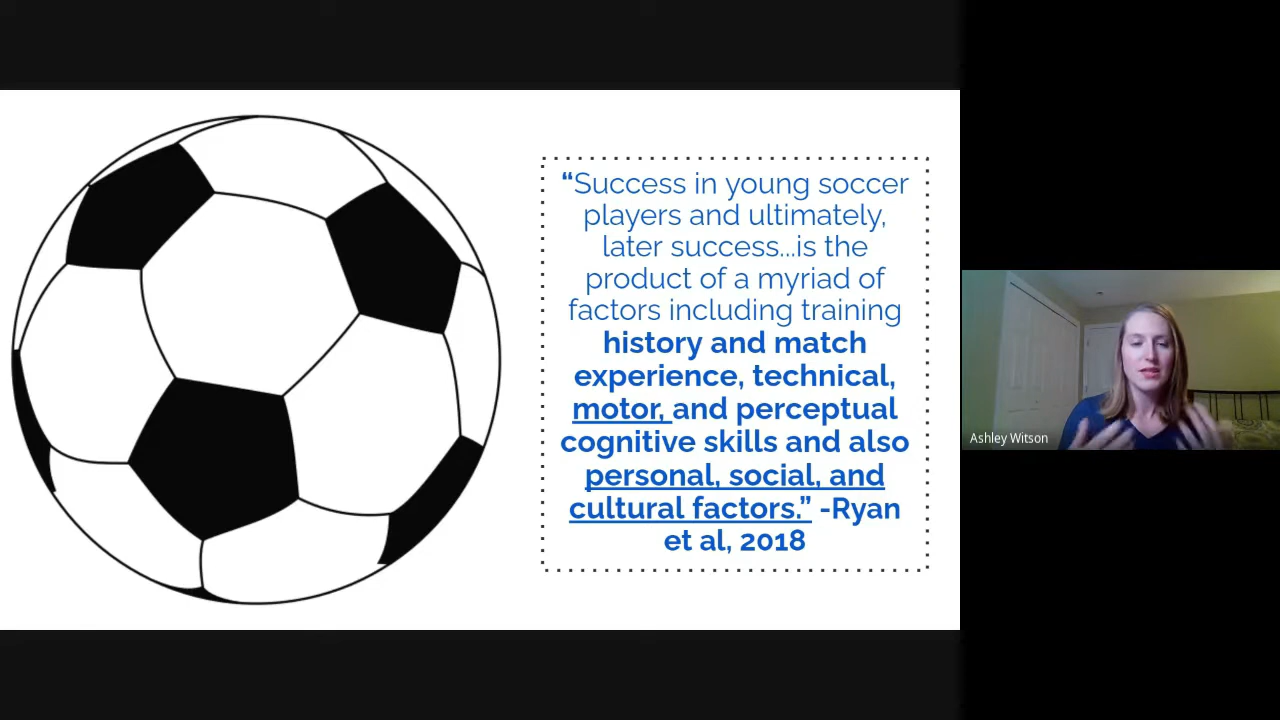 “Success in young soccer
players and ultimately,
later success...is the
product of a myriad of
factors including training
history and match
experience, technical,
motor, and perceptual
cognitive skills and also
personal, social, and
cultural factors.” -Ryan
et al, 2018
Ashley Witson